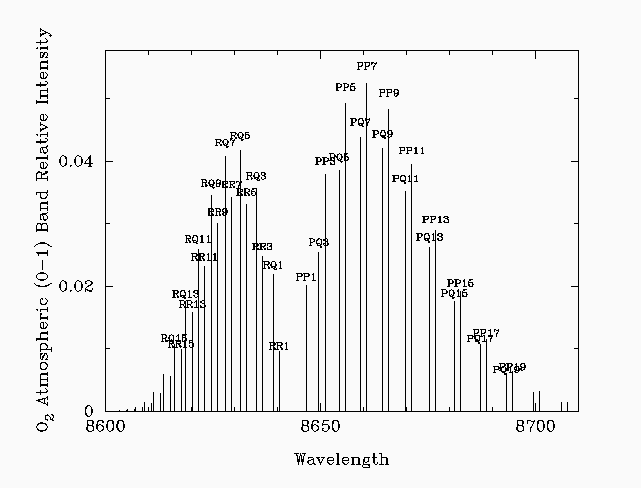 O2 Atmospheric (0-1) Band Relative Intensity
0.04
0.02
0
8600
8650
8700
Wavelength
PP7
PP5
PP9
PP3
PP11
PP13
PP1
PP15
PP17
PP19
PQ7
PQ9
PQ5
PQ11
PQ3
PQ13
PQ15
PQ17
PQ19
RQ5
RQ7
RQ3
RQ9
RQ11
RQ1
RQ13
RQ15
RR7
RR5
RR9
RR3
RR11
RR13
RR15
RR1